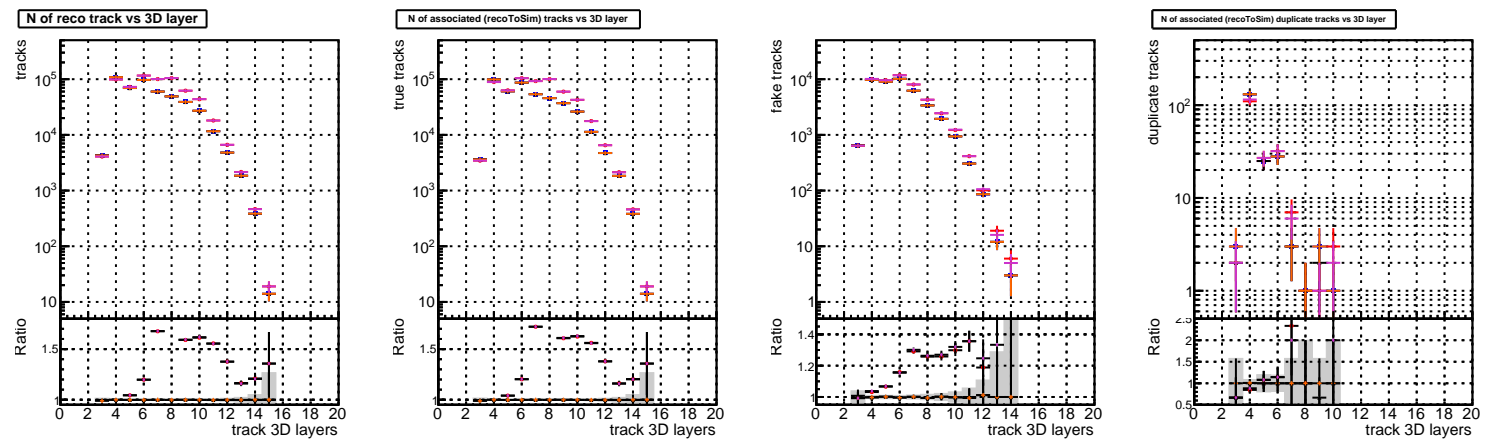 N of reco track vs 3D layer
tracks
10^5
10^4
10^3
10^2
10
Ratio
1.5
1
0 2 4 6 8 10 12 14 16 18 20
track 3D layers
N of associated (recoToSim) tracks vs 3D layer
true tracks
10^5
10^4
10^3
10^2
10
Ratio
1.5
1
0 2 4 6 8 10 12 14 16 18 20
track 3D layers
fake tracks
10^4
10^3
10^2
10
1
Ratio
1.4
1.2
1
0 2 4 6 8 10 12 14 16 18 20
track 3D layers
N of associated (recoToSim) duplicate tracks vs 3D layer
duplicate tracks
10^2
10
1
Ratio
2.5
2
1.5
1
0.5
0 2 4 6 8 10 12 14 16 18 20
track 3D layers